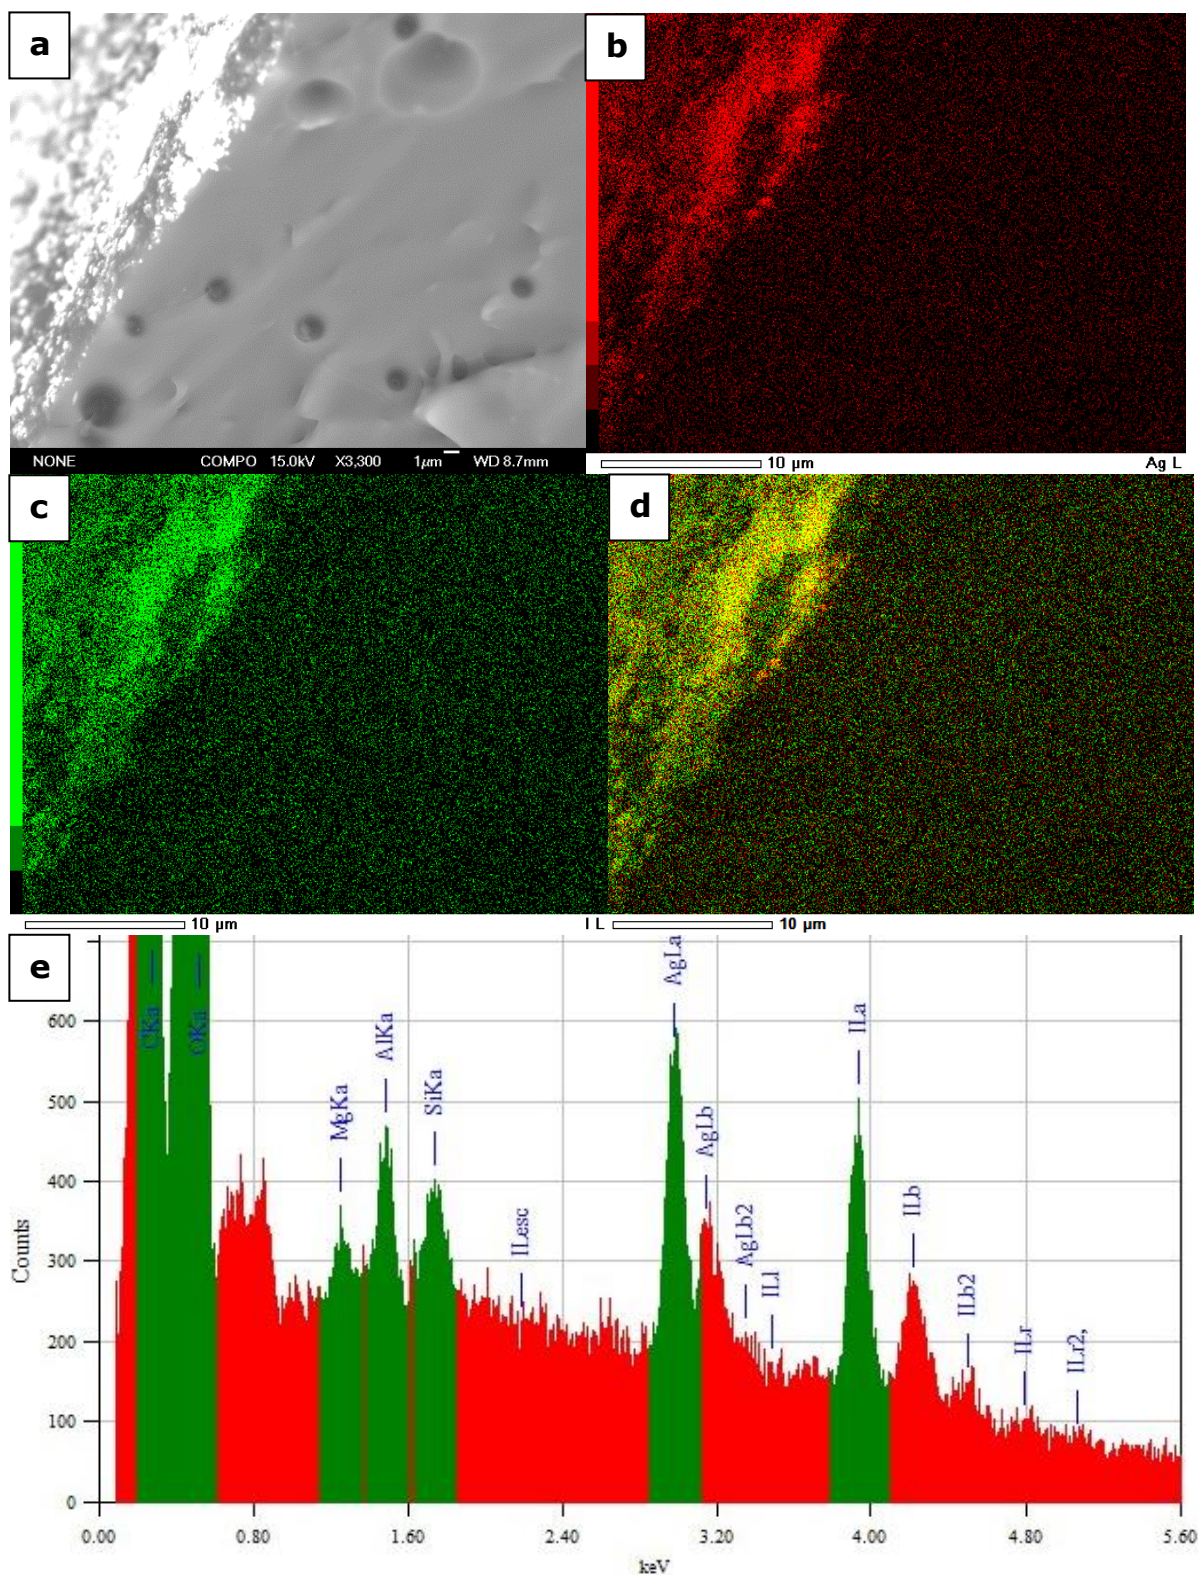 a
b
NONE COMPO 15.0kV X3,300 1µm WD 8.7mm
10 µm Ag L
c
d
10 µm I L
10 µm
e
CKa
OKa
MgKa
AlKa
SiKa
ILesc
AgLa
AgLb
AgLb2
ILl
ILa
ILb
ILb2
ILr
ILr2,
Counts
600
500
400
300
200
100
0
0.00 0.80 1.60 2.40 3.20 4.00 4.80 5.60
keV